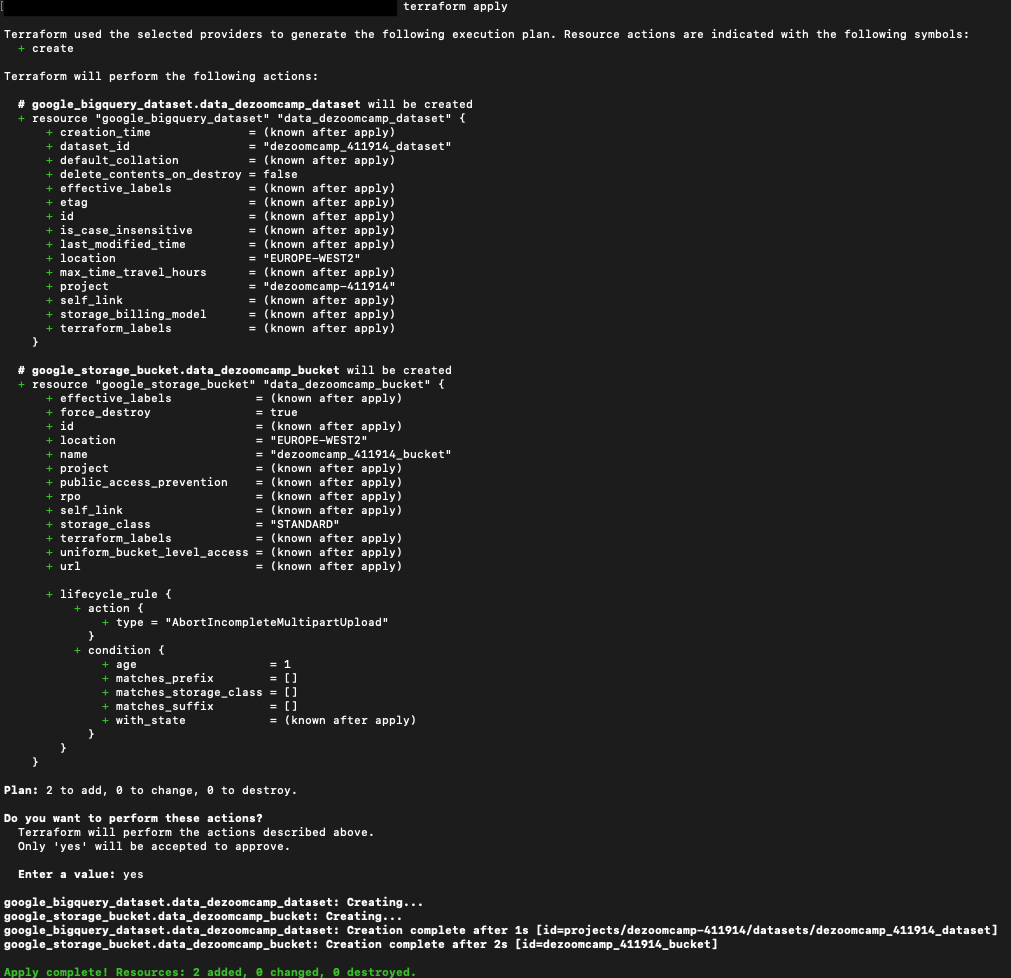 [ terraform apply
Terraform used the selected providers to generate the following execution plan. Resource actions are indicated with the following symbols:
  + create
Terraform will perform the following actions:
  # google_bigquery_dataset.data_dezoomcamp_dataset will be created
  + resource "google_bigquery_dataset" "data_dezoomcamp_dataset" {
      + creation_time              = (known after apply)
      + dataset_id                 = "dezoomcamp_411914_dataset"
      + default_collation          = (known after apply)
      + delete_contents_on_destroy = false
      + effective_labels           = (known after apply)
      + etag                       = (known after apply)
      + id                         = (known after apply)
      + is_case_insensitive        = (known after apply)
      + last_modified_time         = (known after apply)
      + location                   = "EUROPE-WEST2"
      + max_time_travel_hours      = (known after apply)
      + project                    = "dezoomcamp-411914"
      + self_link                  = (known after apply)
      + storage_billing_model      = (known after apply)
      + terraform_labels           = (known after apply)
    }
  # google_storage_bucket.data_dezoomcamp_bucket will be created
  + resource "google_storage_bucket" "data_dezoomcamp_bucket" {
      + effective_labels            = (known after apply)
      + force_destroy               = true
      + id                          = (known after apply)
      + location                    = "EUROPE-WEST2"
      + name                        = "dezoomcamp_411914_bucket"
      + project                     = (known after apply)
      + public_access_prevention    = (known after apply)
      + rpo                         = (known after apply)
      + self_link                   = (known after apply)
      + storage_class               = "STANDARD"
      + terraform_labels            = (known after apply)
      + uniform_bucket_level_access = (known after apply)
      + url                         = (known after apply)
      + lifecycle_rule {
          + action {
              + type = "AbortIncompleteMultipartUpload"
            }
          + condition {
              + age                   = 1
              + matches_prefix        = []
              + matches_storage_class = []
              + matches_suffix        = []
              + with_state            = (known after apply)
            }
        }
    }
Plan: 2 to add, 0 to change, 0 to destroy.
Do you want to perform these actions?
  Terraform will perform the actions described above.
  Only 'yes' will be accepted to approve.
  Enter a value: yes
google_bigquery_dataset.data_dezoomcamp_dataset: Creating...
google_storage_bucket.data_dezoomcamp_bucket: Creating...
google_bigquery_dataset.data_dezoomcamp_dataset: Creation complete after 1s [id=projects/dezoomcamp-411914/datasets/dezoomcamp_411914_dataset]
google_storage_bucket.data_dezoomcamp_bucket: Creation complete after 2s [id=dezoomcamp_411914_bucket]
Apply complete! Resources: 2 added, 0 changed, 0 destroyed.